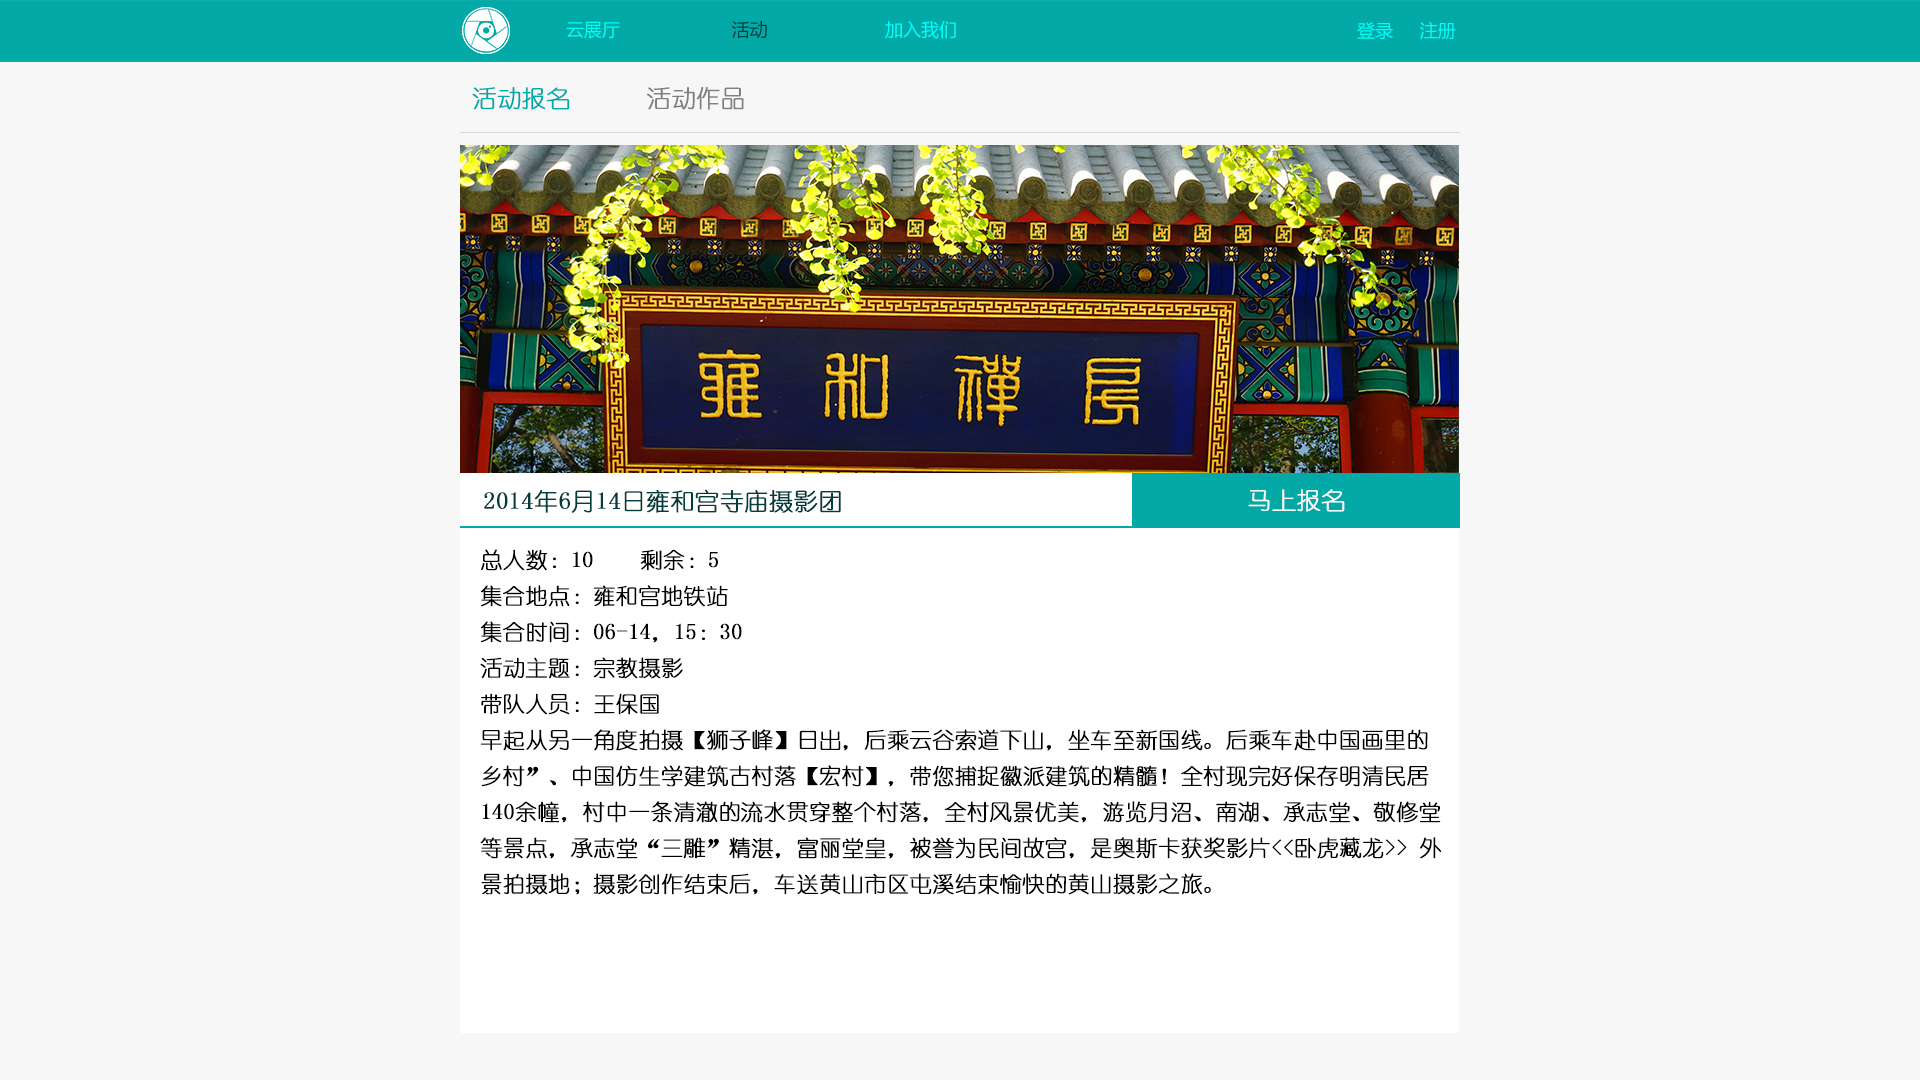 云展厅 活动 加入我们 登录 注册
活动报名 活动作品
雍和禅房
2014年6月14日雍和宫寺庙摄影团 马上报名
总人数：10 剩余：5
集合地点：雍和宫地铁站
集合时间：06-14，15：30
活动主题：宗教摄影
带队人员：王保国
早起从另一角度拍摄【狮子峰】日出，后乘云谷索道下山，坐车至新国线。后乘车赴中国画里的
乡村”、中国仿生学建筑古村落【宏村】，带您捕捉徽派建筑的精髓！全村现完好保存明清民居
140余幢，村中一条清澈的流水贯穿整个村落，全村风景优美，游览月沼、南湖、承志堂、敬修堂
等景点，承志堂“三雕”精湛，富丽堂皇，被誉为民间故宫，是奥斯卡获奖影片<<卧虎藏龙>> 外
景拍摄地；摄影创作结束后，车送黄山市区屯溪结束愉快的黄山摄影之旅。